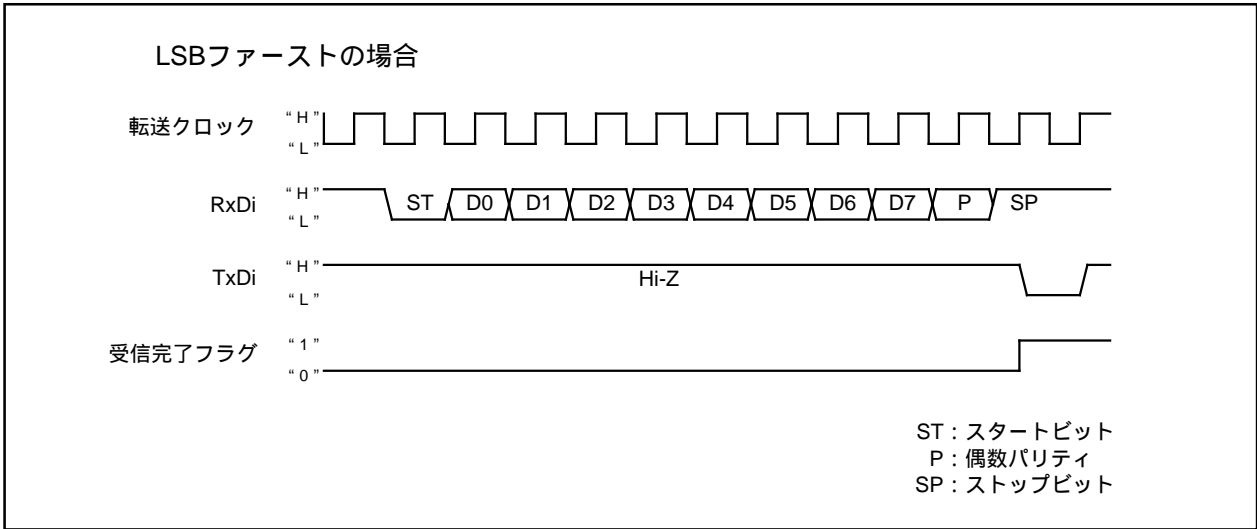 LSBファーストの場合
転送クロック “ H ”
“ L ”
RxDi “ H ” ST D0 D1 D2 D3 D4 D5 D6 D7 P SP
“ L ”
TxDi “ H ” Hi-Z
“ L ”
受信完了フラグ “ 1 ”
“ 0 ”
ST：スタートビット
P：偶数パリティ
SP：ストップビット